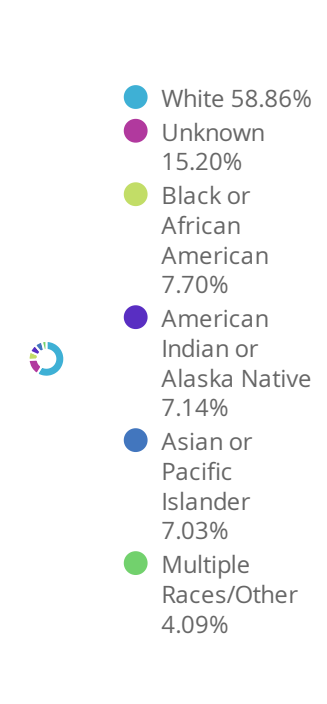 White 58.86%
Unknown
15.20%
Black or
African
American
7.70%
American
Indian or
Alaska Native
7.14%
Asian or
Pacific
Islander
7.03%
Multiple
Races/Other
4.09%